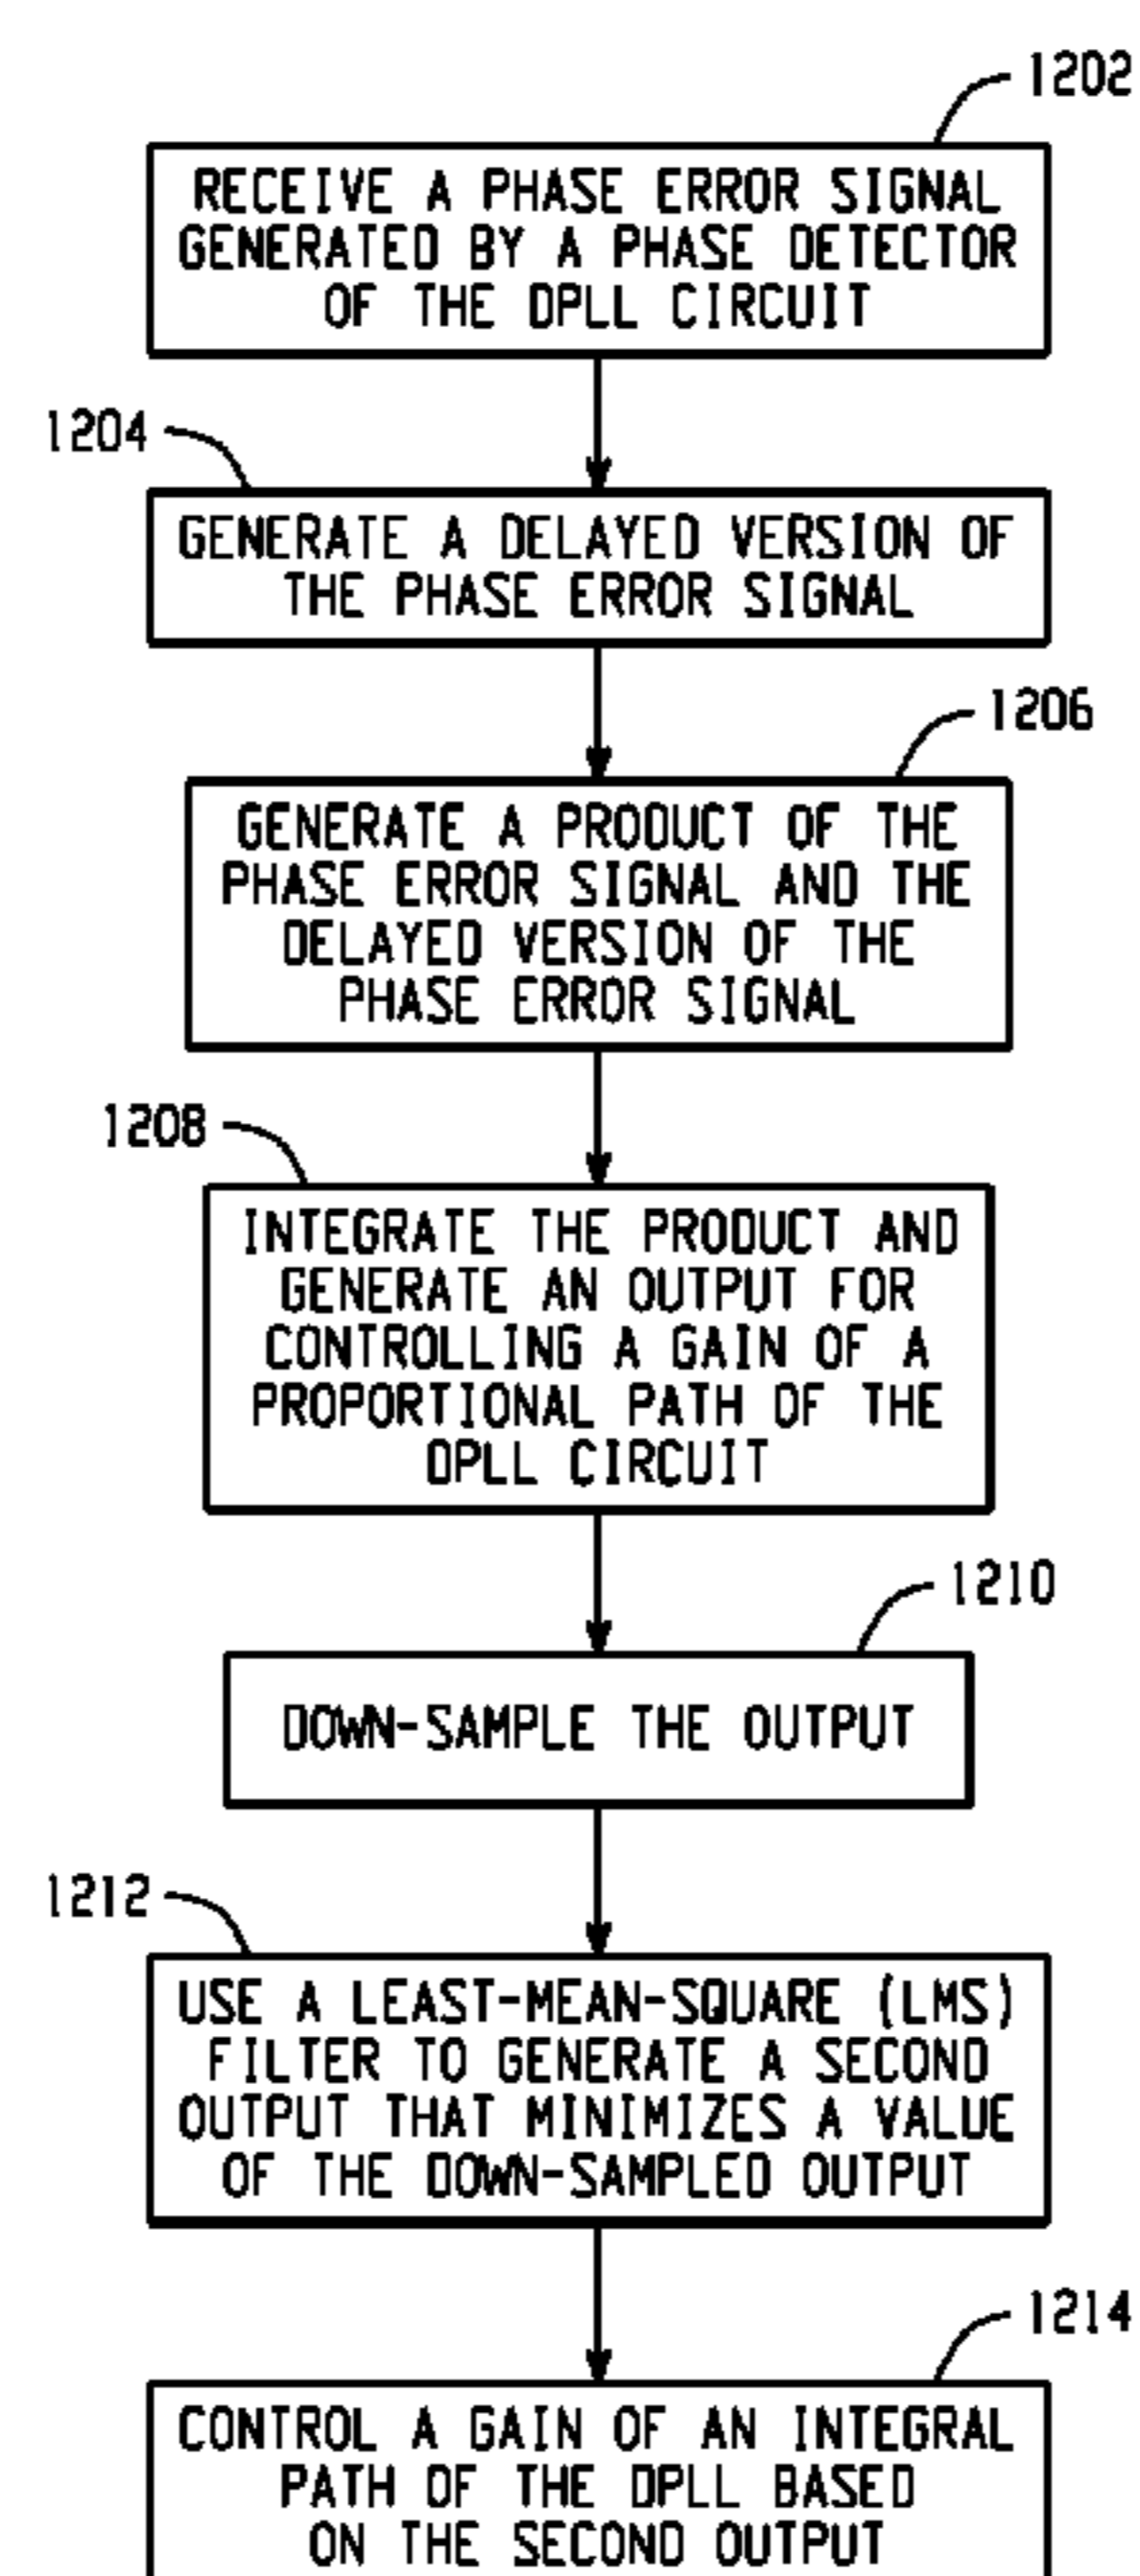 1202
RECEIVE A PHASE ERROR SIGNAL
GENERATED BY A PHASE DETECTOR
OF THE DPLL CIRCUIT
1204
GENERATE A DELAYED VERSION OF
THE PHASE ERROR SIGNAL
1206
GENERATE A PRODUCT OF THE
PHASE ERROR SIGNAL AND THE
DELAYED VERSION OF THE
PHASE ERROR SIGNAL
1208
INTEGRATE THE PRODUCT AND
GENERATE AN OUTPUT FOR
CONTROLLING A GAIN OF A
PROPORTIONAL PATH OF THE
DPLL CIRCUIT
1210
DOWN-SAMPLE THE OUTPUT
1212
USE A LEAST-MEAN-SQUARE (LMS)
FILTER TO GENERATE A SECOND
OUTPUT THAT MINIMIZES A VALUE
OF THE DOWN-SAMPLED OUTPUT
1214
CONTROL A GAIN OF AN INTEGRAL
PATH OF THE DPLL BASED
ON THE SECOND OUTPUT